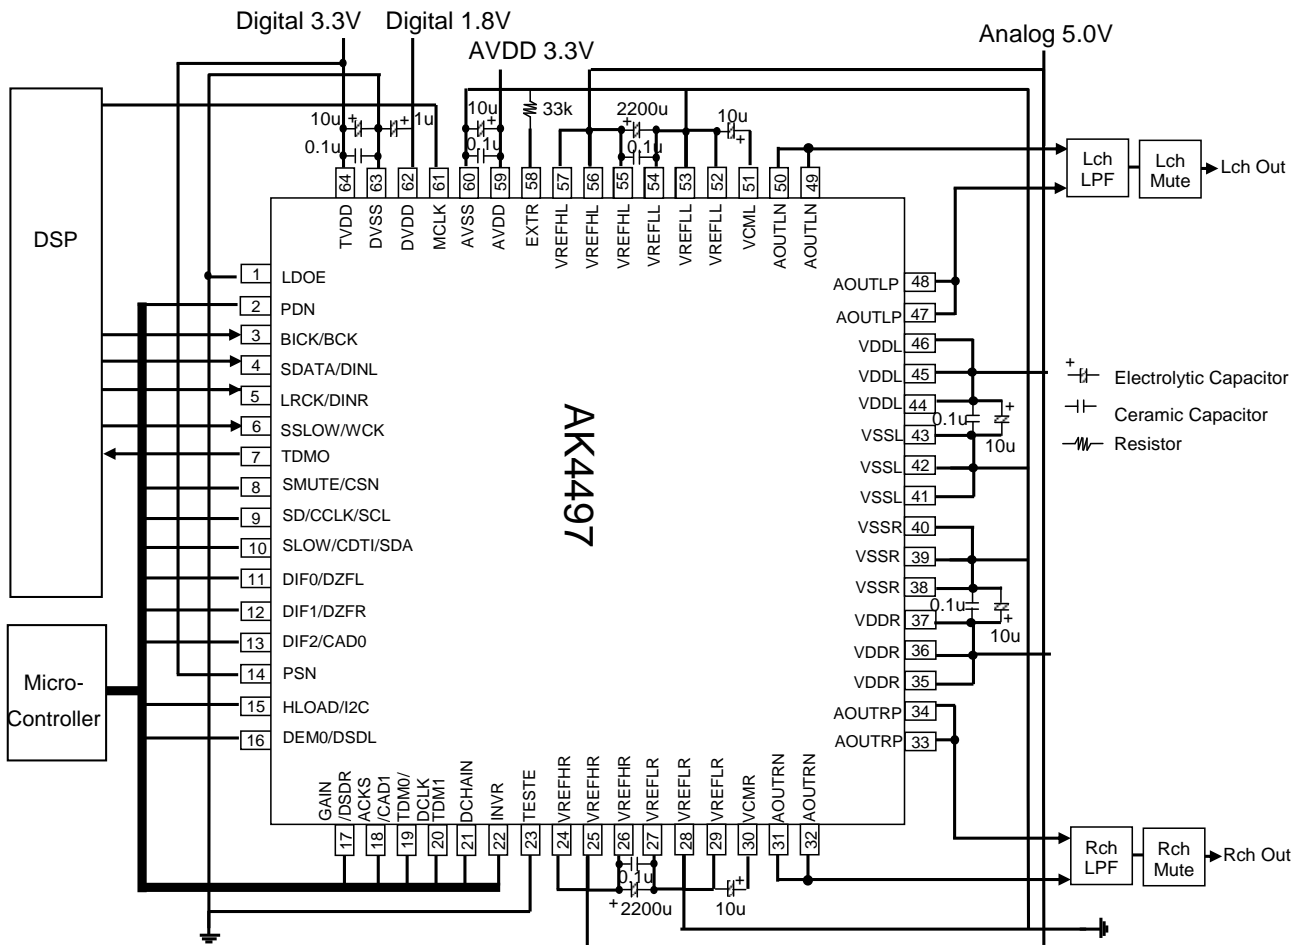 Digital 3.3V Digital 1.8V
AVDD 3.3V
Analog 5.0V
DSP
10u + + 1u
0.1u
10u +
0.1u
33k
2200u
+
0.1u
10u
+
64 63 62 61 60 59 58 57 56 55 54 53 52 51 50 49
TVDD
DVSS
DVDD
MCLK
AVSS
AVDD
EXTR
VREFHL
VREFHL
VREFHL
VREFLL
VREFLL
VREFLL
VCML
AOUTLN
AOUTLN
Lch
LPF
Lch
Mute
Lch Out
1 LDOE
2 PDN
3 BICK/BCK
4 SDATA/DINL
5 LRCK/DINR
6 SSLOW/WCK
7 TDMO
8 SMUTE/CSN
9 SD/CCLK/SCL
10 SLOW/CDTI/SDA
11 DIF0/DZFL
12 DIF1/DZFR
13 DIF2/CAD0
14 PSN
15 HLOAD/I2C
16 DEM0/DSDL
Micro-
Controller
AK4497
AOUTLP 48
AOUTLP 47
VDDL 46
VDDL 45
VDDL 44
VSSL 43
VSSL 42
VSSL 41
VSSR 40
VSSR 39
VSSR 38
VDDR 37
VDDR 36
VDDR 35
AOUTRP 34
AOUTRP 33
0.1u
+
10u
0.1u
+
10u
+ Electrolytic Capacitor
Ceramic Capacitor
Resistor
GAIN
/DSDR
ACKS
/CAD1
TDM0/
DCLK
TDM1
DCHAIN
INVR
TESTE
VREFHR
VREFHR
VREFHR
VREFLR
VREFLR
VREFLR
VCMR
AOUTRN
AOUTRN
17 18 19 20 21 22 23 24 25 26 27 28 29 30 31 32
0.1u
+
2200u
+
10u
Rch
LPF
Rch
Mute
Rch Out